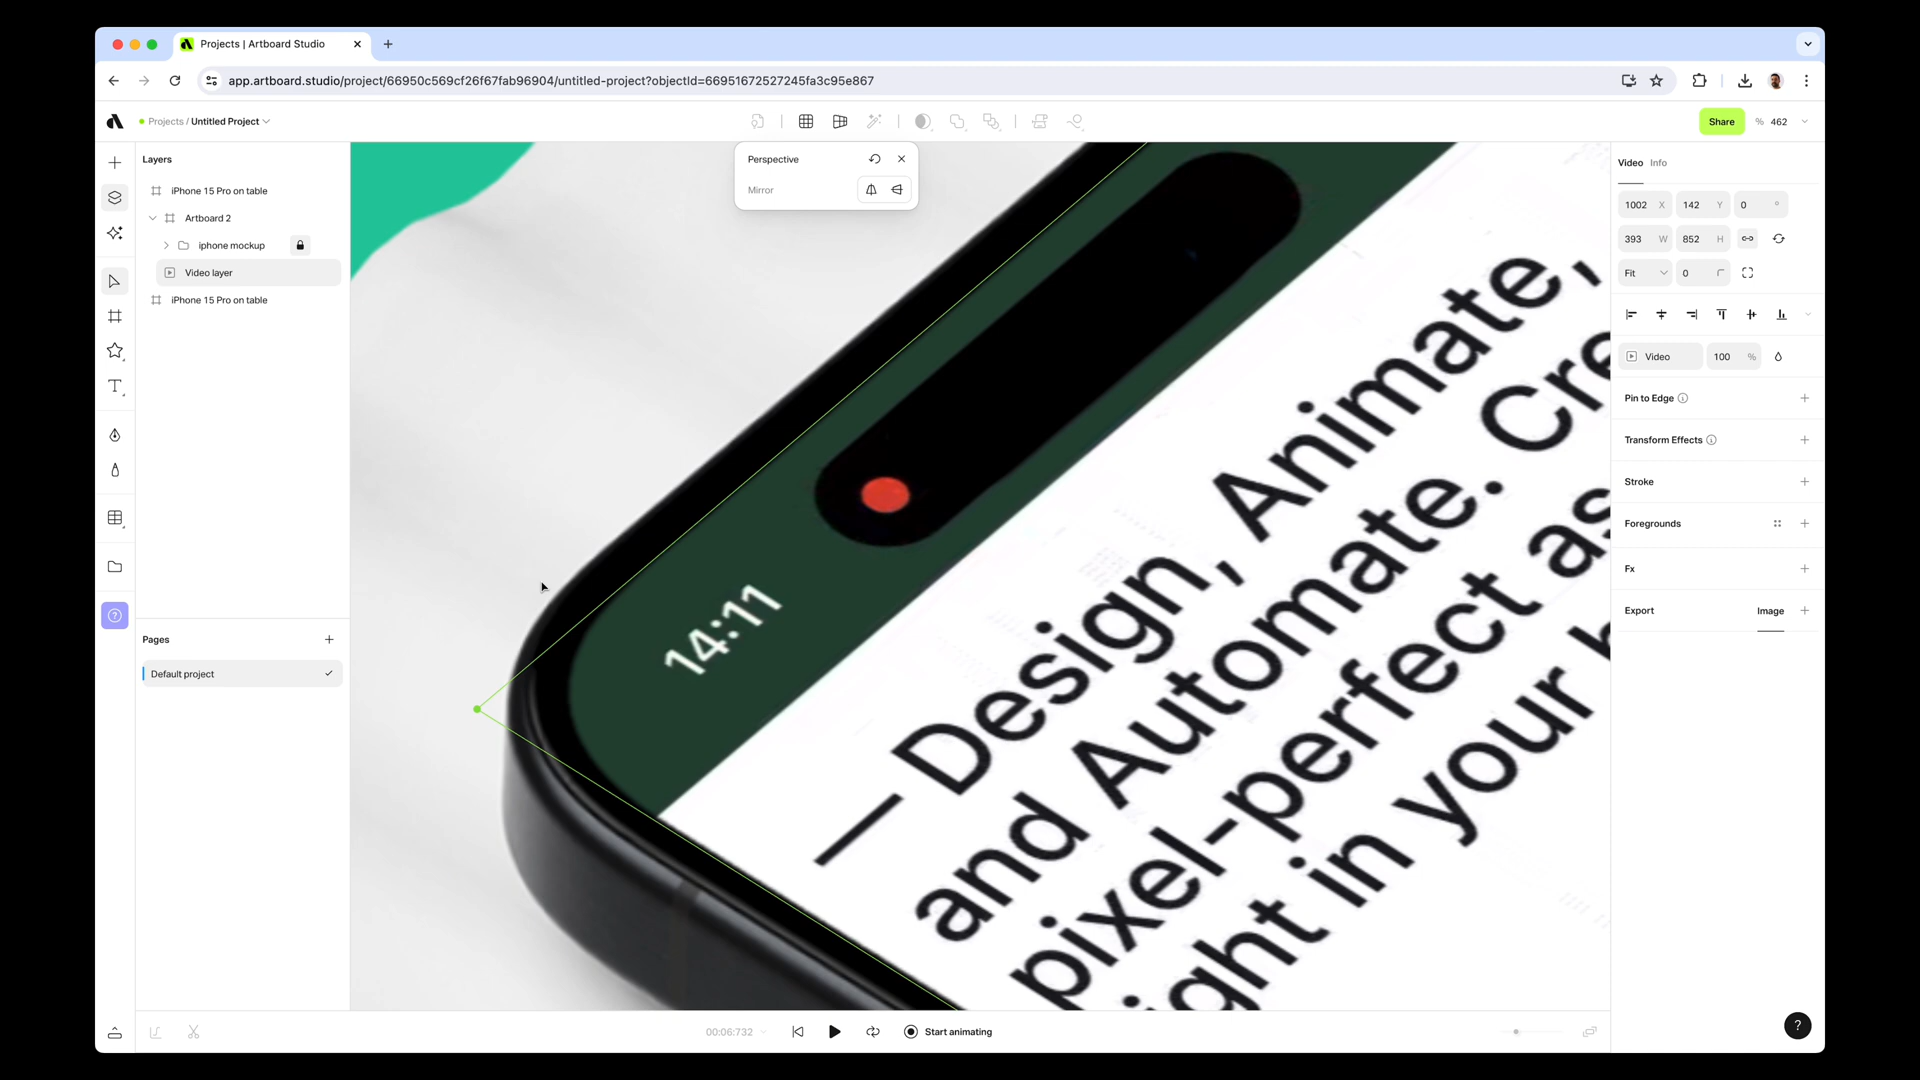 Projects | Artboard Studio
app.artboard.studio/project/66950c569cf26f67fab96904/untitled-project?objectId=66951672527245fa3c95e867
Projects / Untitled Project
Share
% 462
Layers
iPhone 15 Pro on table
Artboard 2
iphone mockup
Video layer
iPhone 15 Pro on table
Pages
Default project
Perspective
Mirror
14:11
— Design, Animate,
and Automate. Cre
pixel-perfect as
ight in your b
Video Info
1002 X 142 Y 0 °
393 W 852 H
Fit 0
Video 100 %
Pin to Edge
Transform Effects
Stroke
Foregrounds
Fx
Export Image
00:06:732
Start animating
?